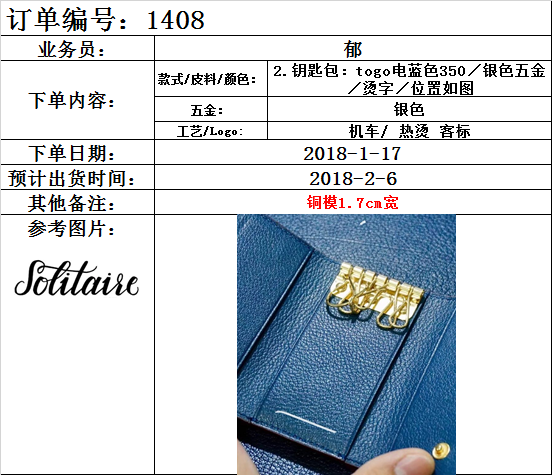 订单编号：1408
业务员：
郁
下单内容：
款式/皮料/颜色：
2.钥匙包：togo电蓝色350／银色五金
／烫字／位置如图
五金：
银色
工艺/Logo:
机车/ 热烫 客标
下单日期：
2018-1-17
预计出货时间：
2018-2-6
其他备注：
铜模1.7cm宽
参考图片：
Solitaire